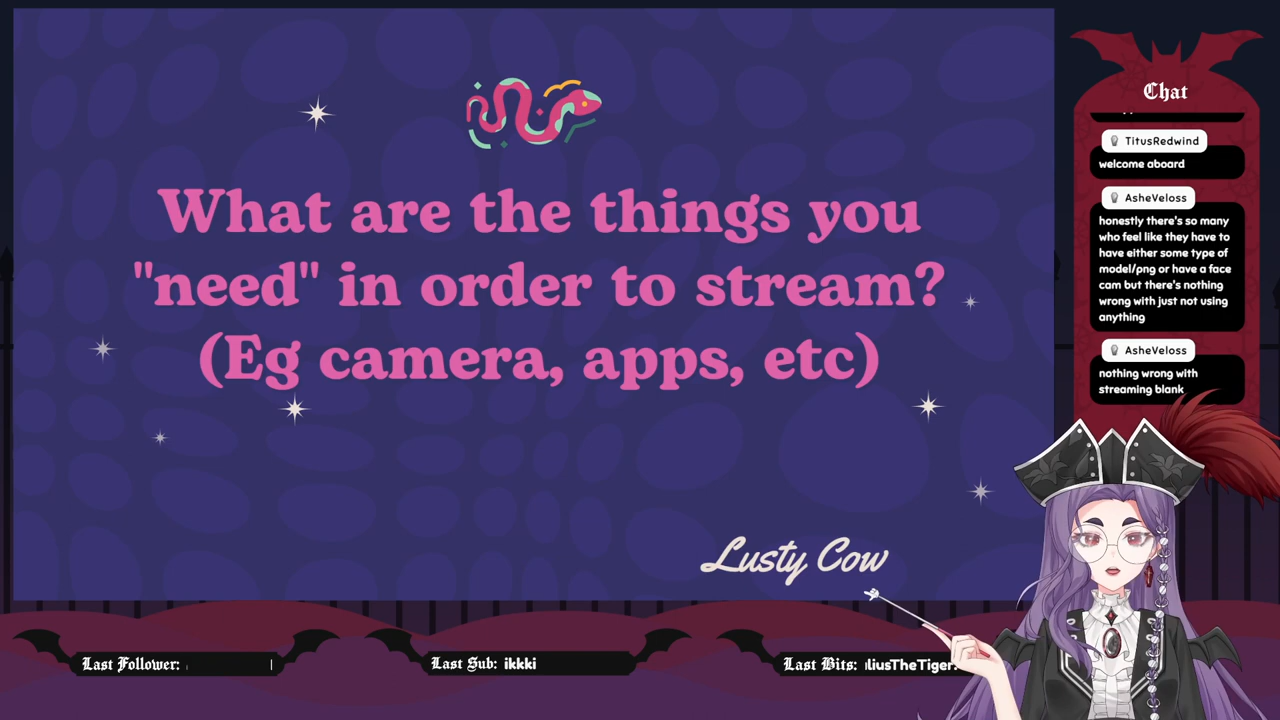 What are the things you
"need" in order to stream?
(Eg camera, apps, etc)
Lusty Cow
Chat
TitusRedwind
welcome aboard
AsheVeloss
honestly there's so many
who feel like they have to
have either some type of
model/png or have a face
cam but there's nothing
wrong with just not using
anything
AsheVeloss
nothing wrong with
streaming blank
Last Follower:
Last Sub: ikkki
Last Bits: liusTheTiger: